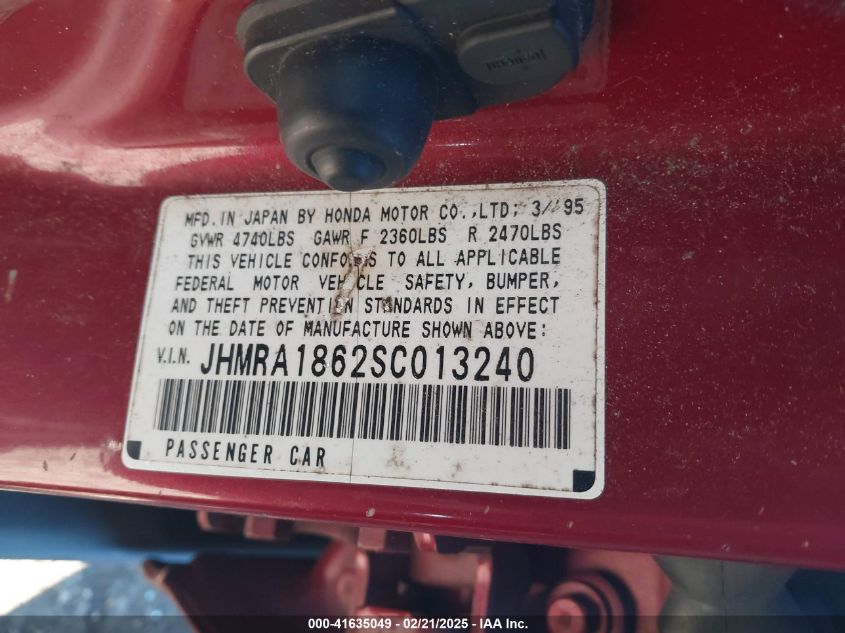 MFD. IN JAPAN BY HONDA MOTOR CO.,LTD; 3/'95
GVWR 4740LBS GAWR F 2360LBS R 2470LBS
THIS VEHICLE CONFORMS TO ALL APPLICABLE
FEDERAL MOTOR VEHICLE SAFETY, BUMPER,
AND THEFT PREVENTION STANDARDS IN EFFECT
ON THE DATE OF MANUFACTURE SHOWN ABOVE:
V.I.N. JHMRA1862SC013240
PASSENGER CAR
000-41635049 - 02/21/2025 - IAA Inc.